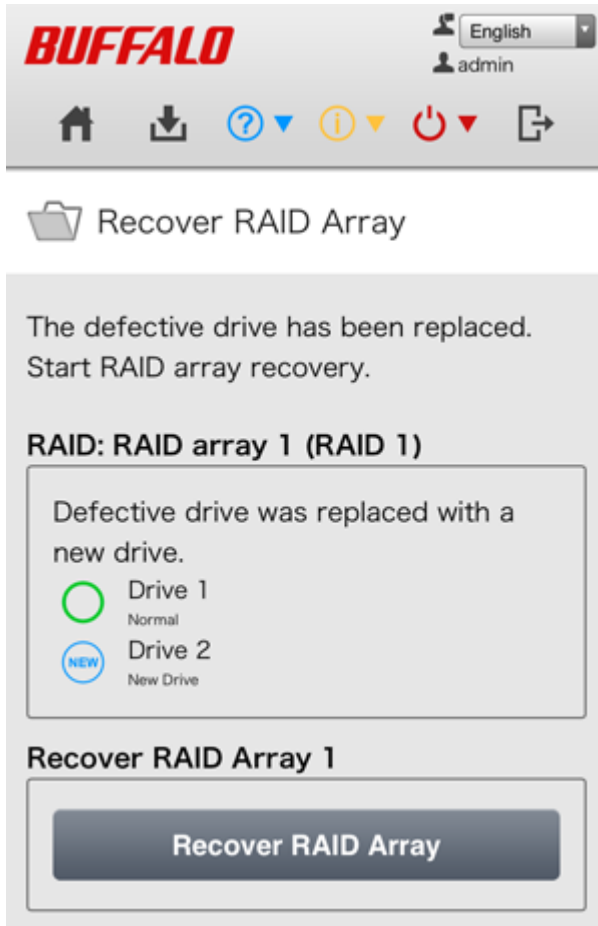 BUFFALO
English
admin
Recover RAID Array
The defective drive has been replaced.
Start RAID array recovery.
RAID: RAID array 1 (RAID 1)
Defective drive was replaced with a
new drive.
Drive 1
Normal
NEW
Drive 2
New Drive
Recover RAID Array 1
Recover RAID Array